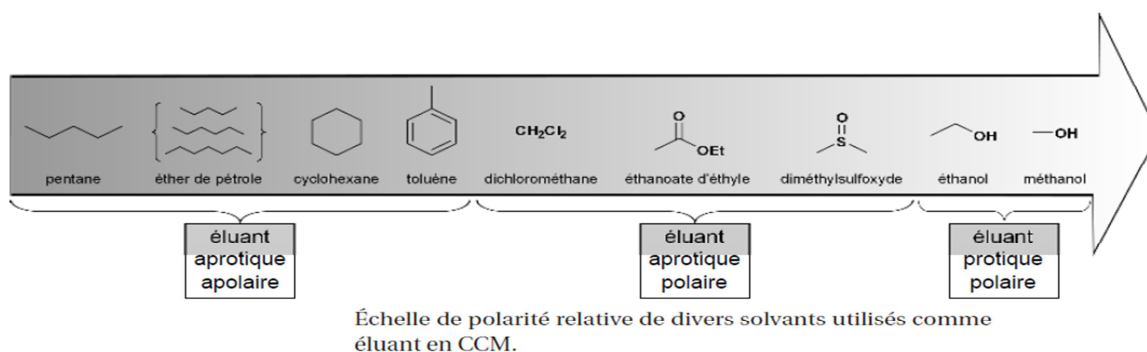 CH2Cl2
O
OEt
O
S
OH
OH
pentane éther de pétrole cyclohexane toluène dichlorométhane éthanoate d'éthyle diméthylsulfoxyde éthanol méthanol
éluant
aprotique
apolaire
éluant
aprotique
polaire
éluant
protique
polaire
Échelle de polarité relative de divers solvants utilisés comme
éluant en CCM.